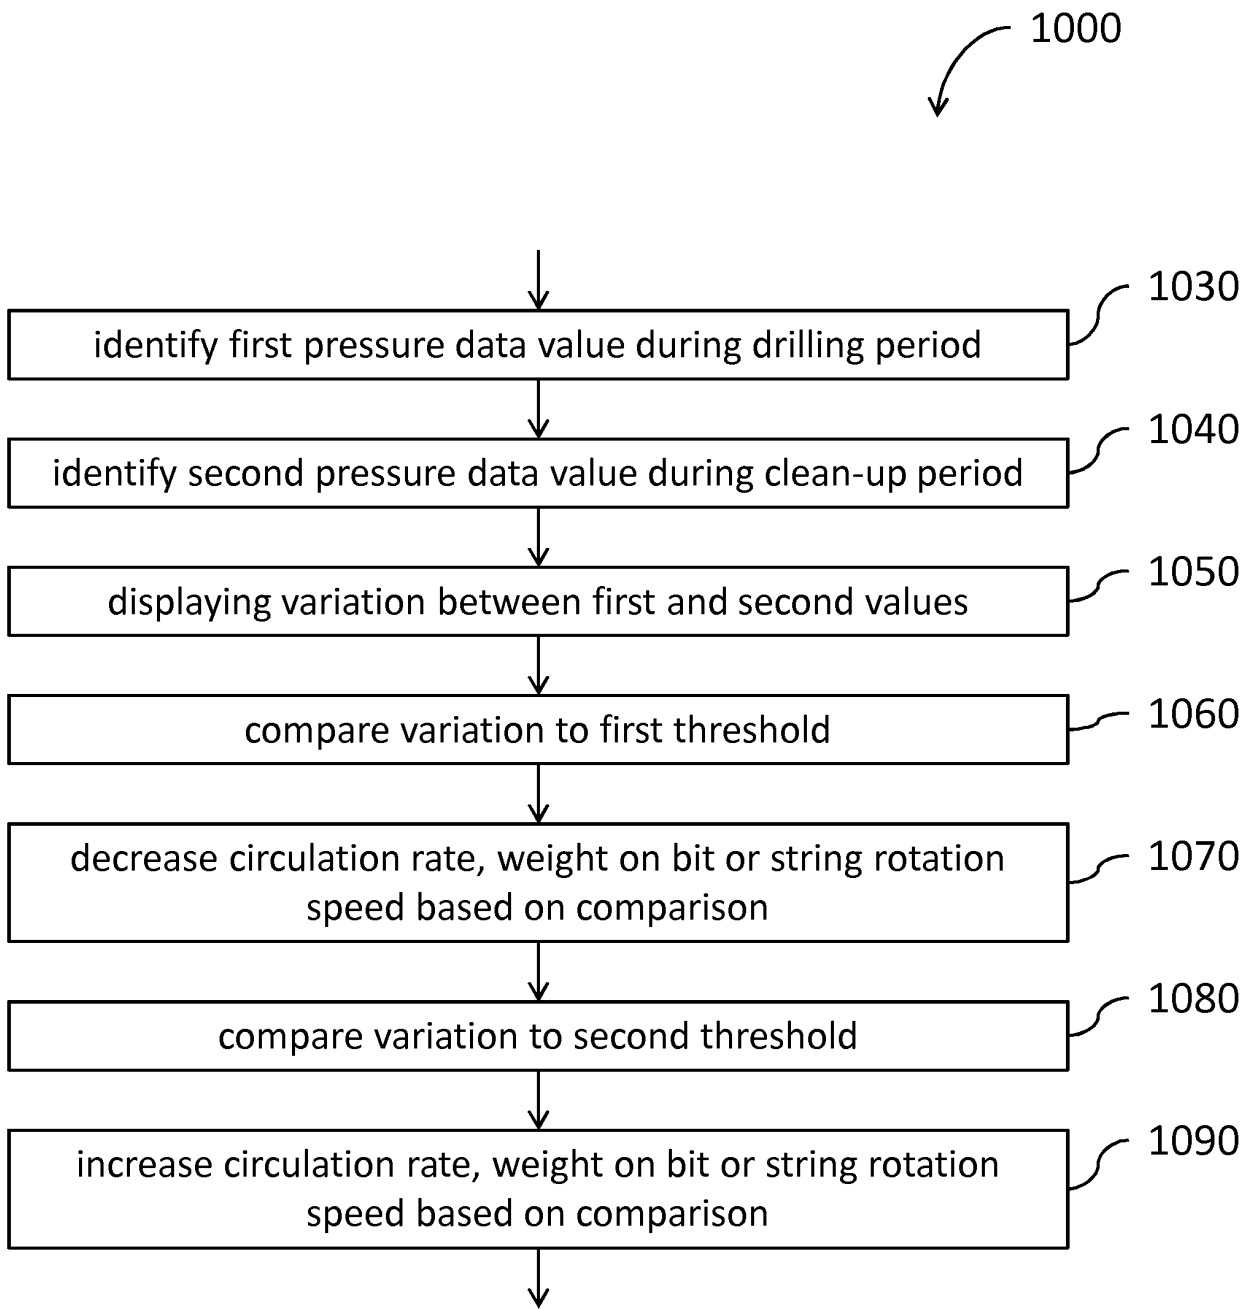 1000
identify first pressure data value during drilling period
1030
identify second pressure data value during clean-up period
1040
displaying variation between first and second values
1050
compare variation to first threshold
1060
decrease circulation rate, weight on bit or string rotation
speed based on comparison
1070
compare variation to second threshold
1080
increase circulation rate, weight on bit or string rotation
speed based on comparison
1090